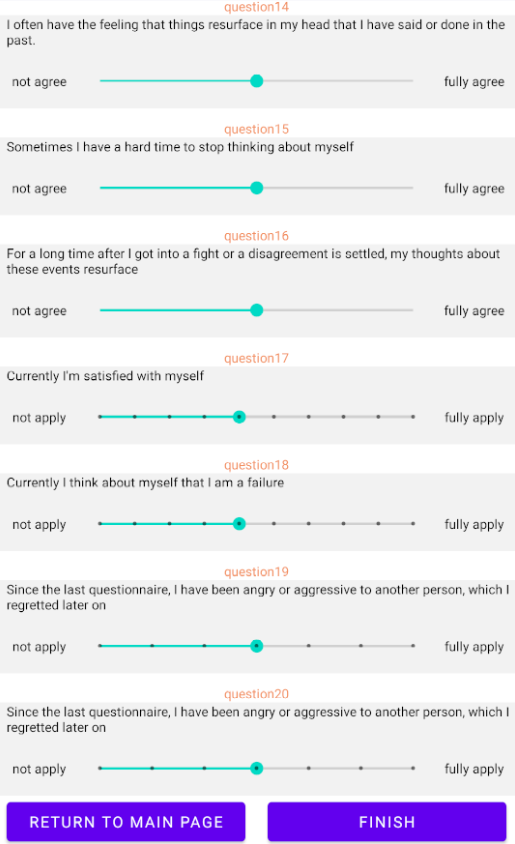 question14
I often have the feeling that things resurface in my head that I have said or done in the
past.
not agree
fully agree
question15
Sometimes I have a hard time to stop thinking about myself
not agree
fully agree
question16
For a long time after I got into a fight or a disagreement is settled, my thoughts about
these events resurface
not agree
fully agree
question17
Currently I'm satisfied with myself
not apply
fully apply
question18
Currently I think about myself that I am a failure
not apply
fully apply
question19
Since the last questionnaire, I have been angry or aggressive to another person, which I
regretted later on
not apply
fully apply
question20
Since the last questionnaire, I have been angry or aggressive to another person, which I
regretted later on
not apply
fully apply
RETURN TO MAIN PAGE
FINISH